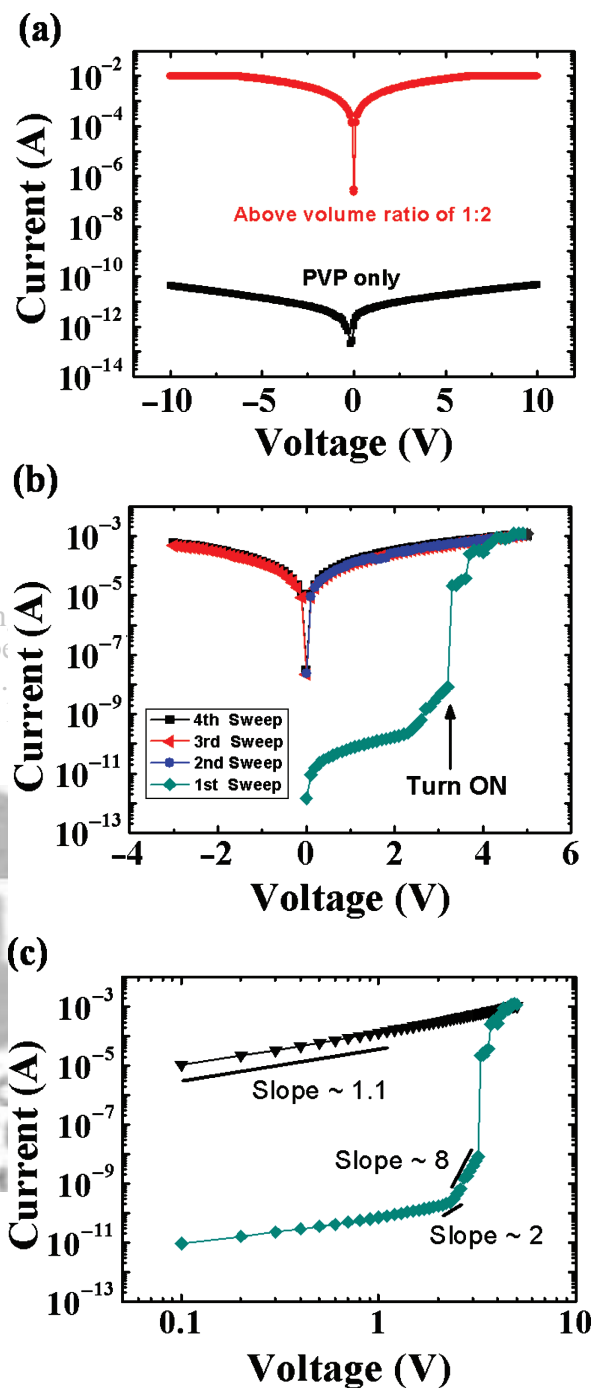 (a)
10^-2
10^-4
10^-6
10^-8
10^-10
10^-12
10^-14
Current (A)
Above volume ratio of 1:2
PVP only
−10 −5 0 5 10
Voltage (V)
(b)
10^-3
10^-5
10^-7
10^-9
10^-11
10^-13
Current (A)
4th Sweep
3rd Sweep
2nd Sweep
1st Sweep
Turn ON
−4 −2 0 2 4 6
Voltage (V)
(c)
10^-3
10^-5
10^-7
10^-9
10^-11
10^-13
Current (A)
Slope ~ 1.1
Slope ~ 8
Slope ~ 2
0.1 1 10
Voltage (V)